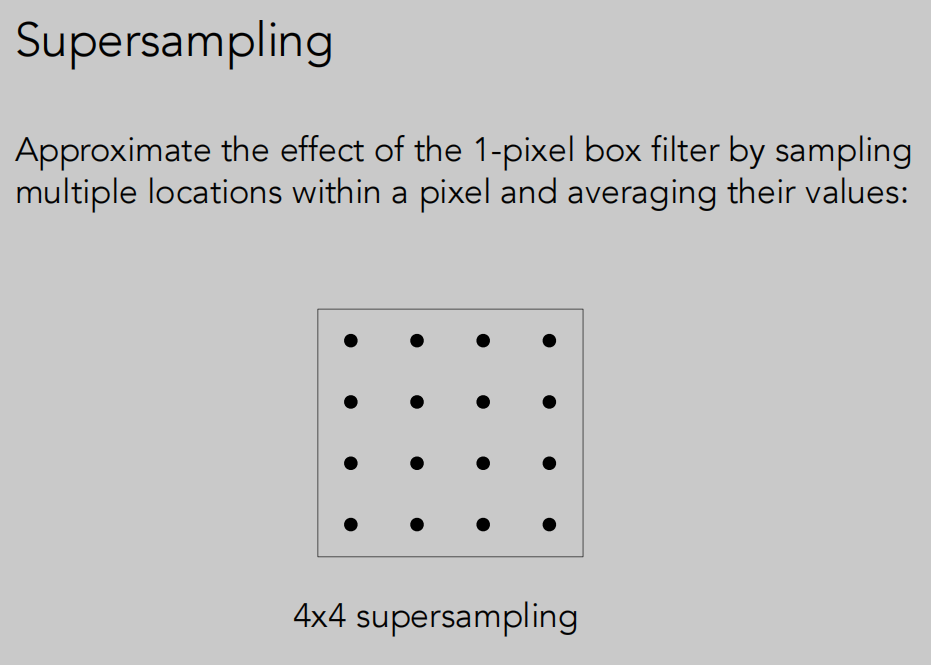 Supersampling
Approximate the effect of the 1-pixel box filter by sampling
multiple locations within a pixel and averaging their values:
4x4 supersampling